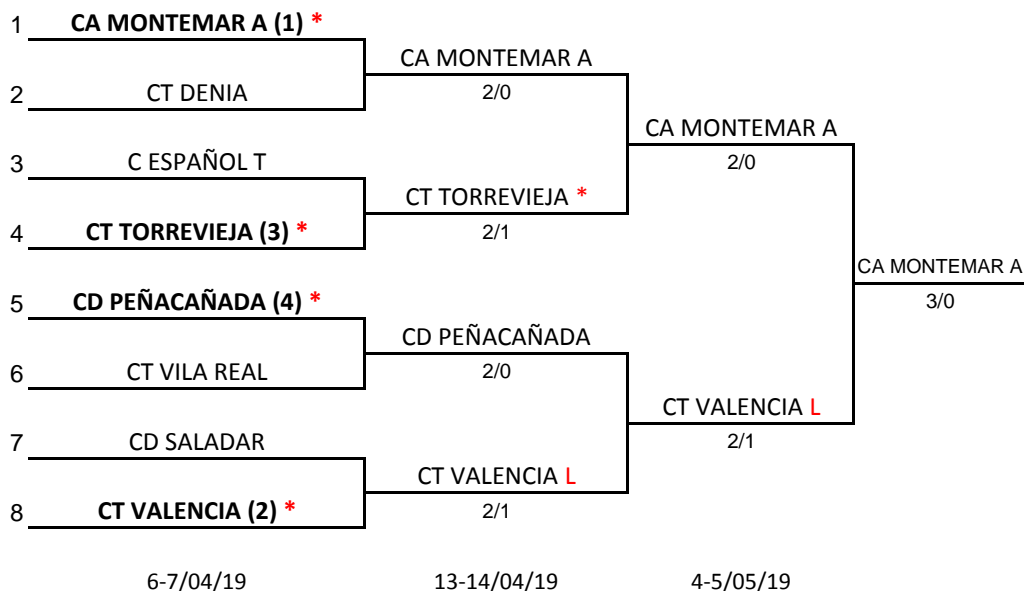 1 CA MONTEMAR A (1) *
CA MONTEMAR A
2 CT DENIA
2/0
CA MONTEMAR A
3 C ESPAÑOL T
2/0
CT TORREVIEJA *
4 CT TORREVIEJA (3) *
2/1
CA MONTEMAR A
5 CD PEÑACAÑADA (4) *
3/0
CD PEÑACAÑADA
6 CT VILA REAL
2/0
CT VALENCIA L
7 CD SALADAR
2/1
CT VALENCIA L
8 CT VALENCIA (2) *
2/1
6-7/04/19 13-14/04/19 4-5/05/19